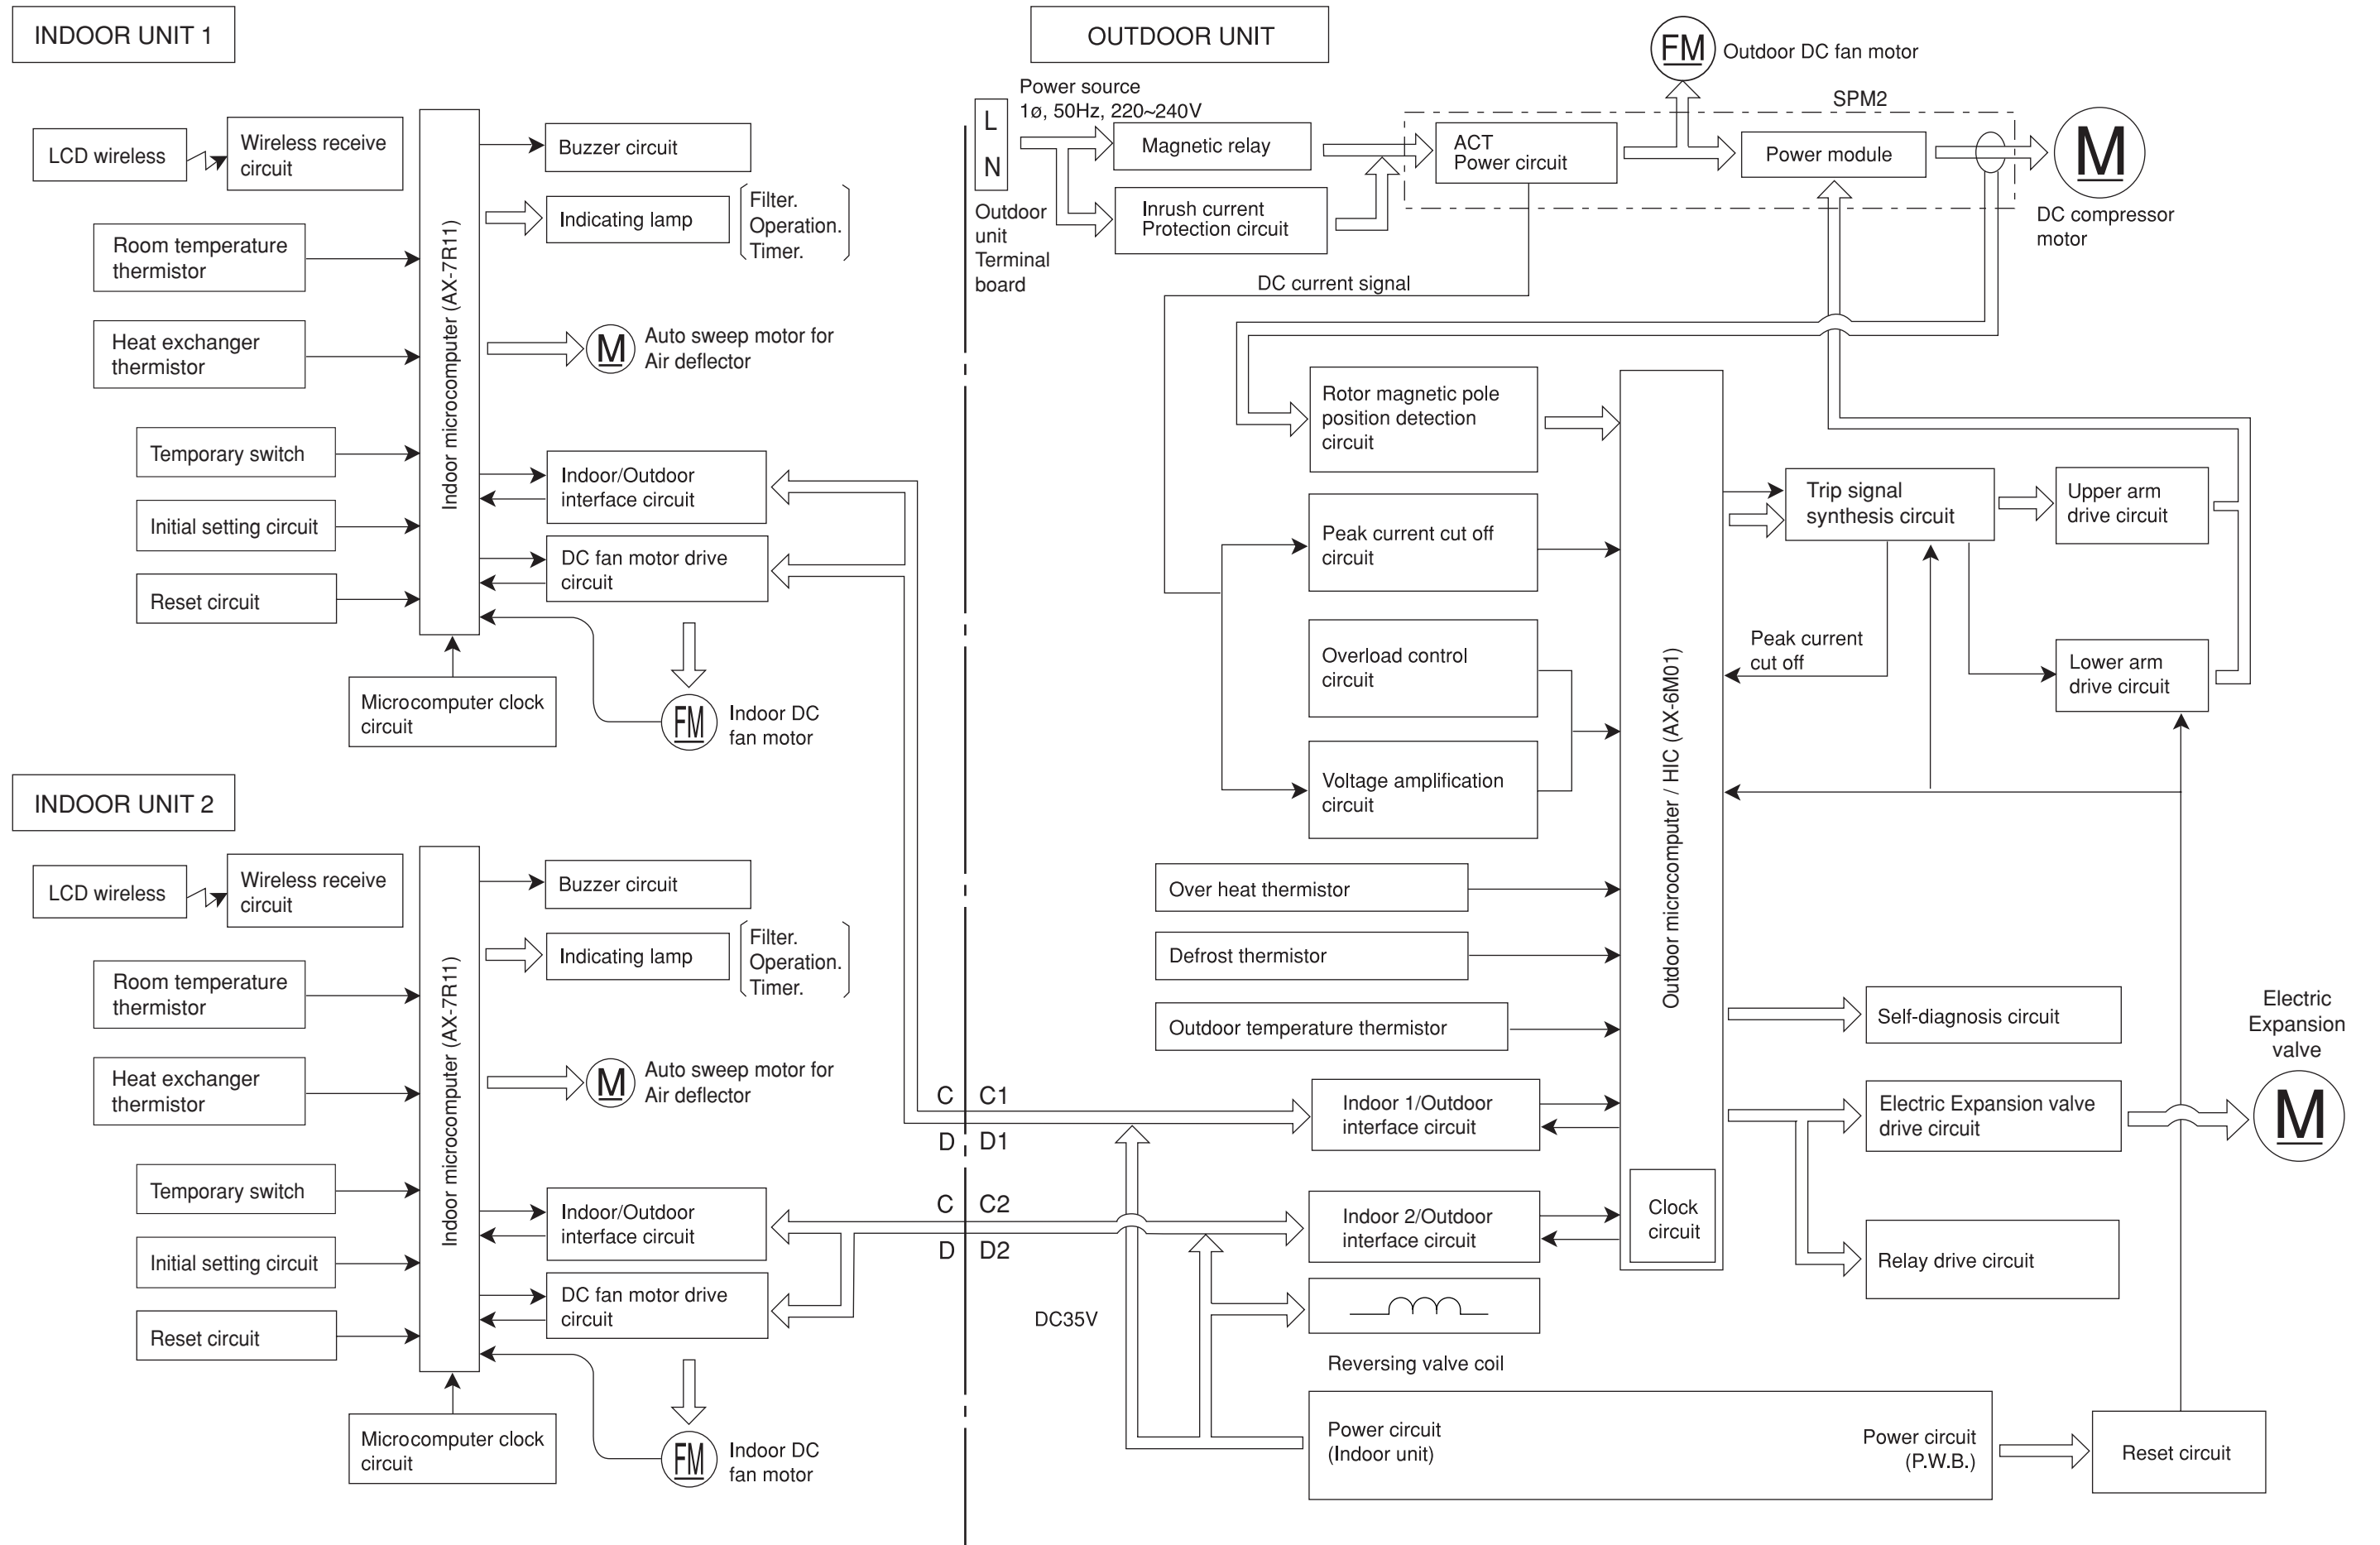 INDOOR UNIT 1
LCD wireless
Wireless receive
circuit
Room temperature
thermistor
Heat exchanger
thermistor
Temporary switch
Initial setting circuit
Reset circuit
Microcomputer clock
circuit
Indoor microcomputer (AX-7R11)
Buzzer circuit
Indicating lamp
Filter.
Operation.
Timer.
M
Auto sweep motor for
Air deflector
Indoor/Outdoor
interface circuit
DC fan motor drive
circuit
FM
Indoor DC
fan motor
INDOOR UNIT 2
LCD wireless
Wireless receive
circuit
Room temperature
thermistor
Heat exchanger
thermistor
Temporary switch
Initial setting circuit
Reset circuit
Microcomputer clock
circuit
Indoor microcomputer (AX-7R11)
Buzzer circuit
Indicating lamp
Filter.
Operation.
Timer.
M
Auto sweep motor for
Air deflector
Indoor/Outdoor
interface circuit
DC fan motor drive
circuit
FM
Indoor DC
fan motor
OUTDOOR UNIT
Power source
1ø, 50Hz, 220~240V
L
N
Outdoor
unit
Terminal
board
Magnetic relay
Inrush current
Protection circuit
ACT
Power circuit
FM
Outdoor DC fan motor
SPM2
Power module
M
DC compressor
motor
DC current signal
Rotor magnetic pole
position detection
circuit
Peak current cut off
circuit
Overload control
circuit
Voltage amplification
circuit
Over heat thermistor
Defrost thermistor
Outdoor temperature thermistor
Outdoor microcomputer / HIC (AX-6M01)
Trip signal
synthesis circuit
Upper arm
drive circuit
Peak current
cut off
Lower arm
drive circuit
C C1
D D1
Indoor 1/Outdoor
interface circuit
C C2
D D2
Indoor 2/Outdoor
interface circuit
Clock
circuit
Self-diagnosis circuit
Electric Expansion valve
drive circuit
Electric
Expansion
valve
M
Relay drive circuit
DC35V
Reversing valve coil
Power circuit
(Indoor unit)
Power circuit
(P.W.B.)
Reset circuit